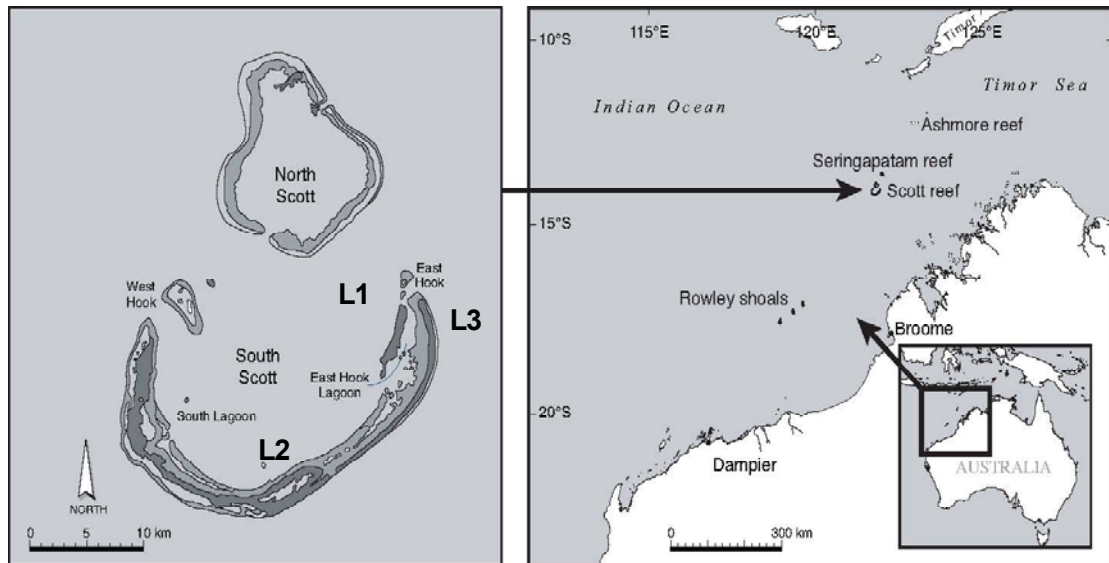 North
Scott
West
Hook
East
Hook
L1
L3
South
Scott
East Hook
Lagoon
South Lagoon
L2
NORTH
0 5 10 km
115°E 120°E 125°E
10°S
Timor
Indian Ocean
Timor Sea
Ashmore reef
Seringapatam reef
Scott reef
15°S
Rowley shoals
Broome
20°S
Dampier
AUSTRALIA
0 300 km